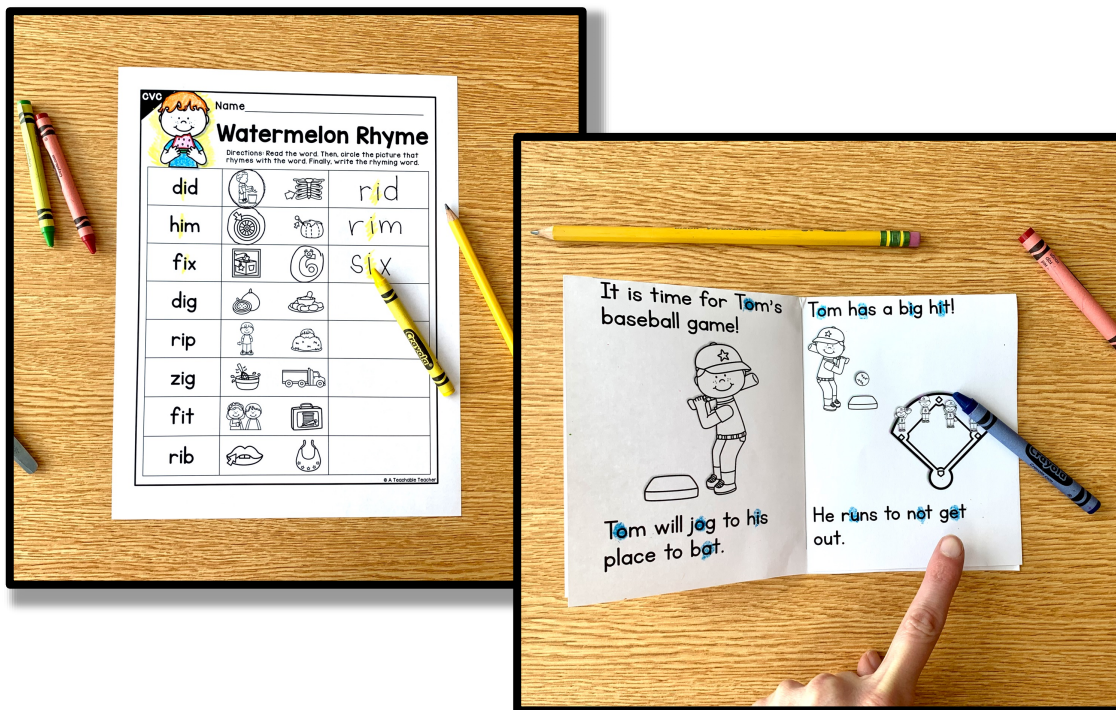 CVC
Name
Watermelon Rhyme
Directions: Read the word. Then, circle the picture that
rhymes with the word. Finally, write the rhyming word.
did rid
him rim
fix 6 six
dig
rip
zig
fit
rib
© A Teachable Teacher
Crayola
It is time for Tom's
baseball game!
Tom will jog to his
place to bat.
Tom has a big hit!
Crayola
He runs to not get
out.